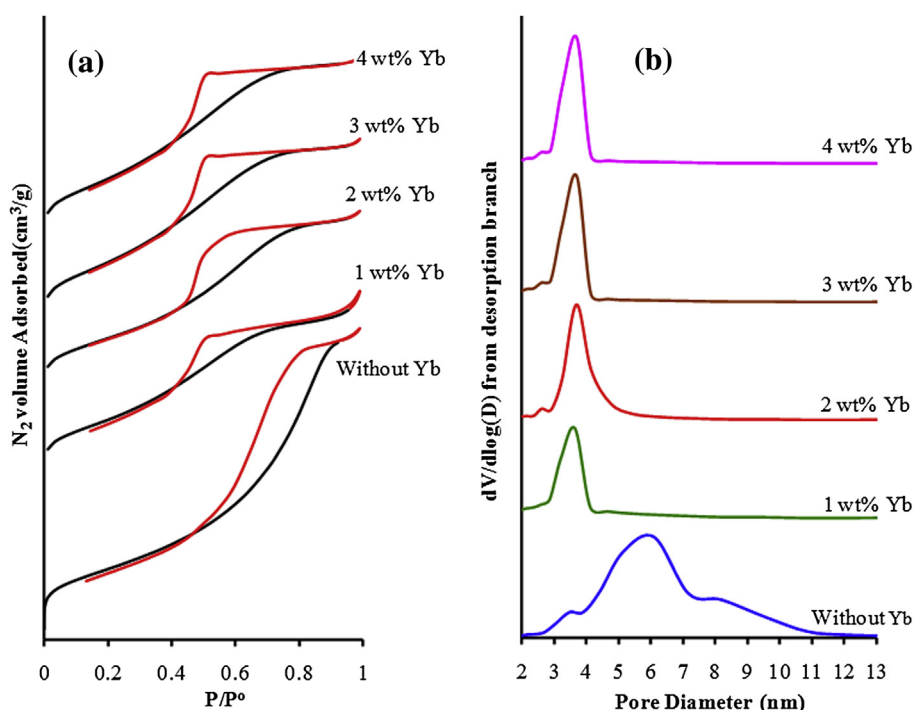 (a)
4 wt% Yb
3 wt% Yb
2 wt% Yb
1 wt% Yb
Without Yb
N2 volume Adsorbed(cm³/g)
0 0.2 0.4 0.6 0.8 1
P/Pº
(b)
4 wt% Yb
3 wt% Yb
2 wt% Yb
1 wt% Yb
Without Yb
dV/dlog(D) from desorption branch
2 3 4 5 6 7 8 9 10 11 12 13
Pore Diameter (nm)